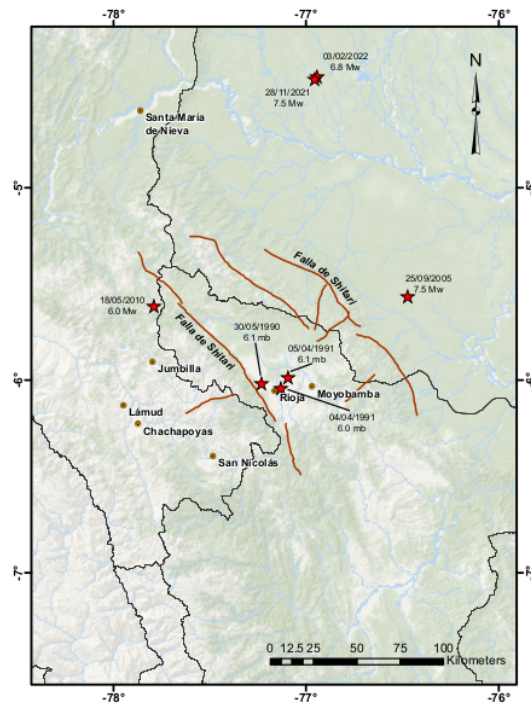 -78°
-77°
-76°
03/02/2022
6.8 Mw
28/11/2021
7.5 Mw
N
Santa María
de Nieva
-5°
-5°
Falla de Shitari
25/09/2005
7.5 Mw
18/05/2010
6.0 Mw
Falla de Shitari
30/05/1990
6.1 mb
05/04/1991
6.1 mb
Jumbilla
-6°
-6°
Rioja
Moyobamba
Lámud
04/04/1991
6.0 mb
Chachapoyas
San Nicolás
-7°
-7°
0 12.5 25 50 75 100
Kilometers
-78°
-77°
-76°